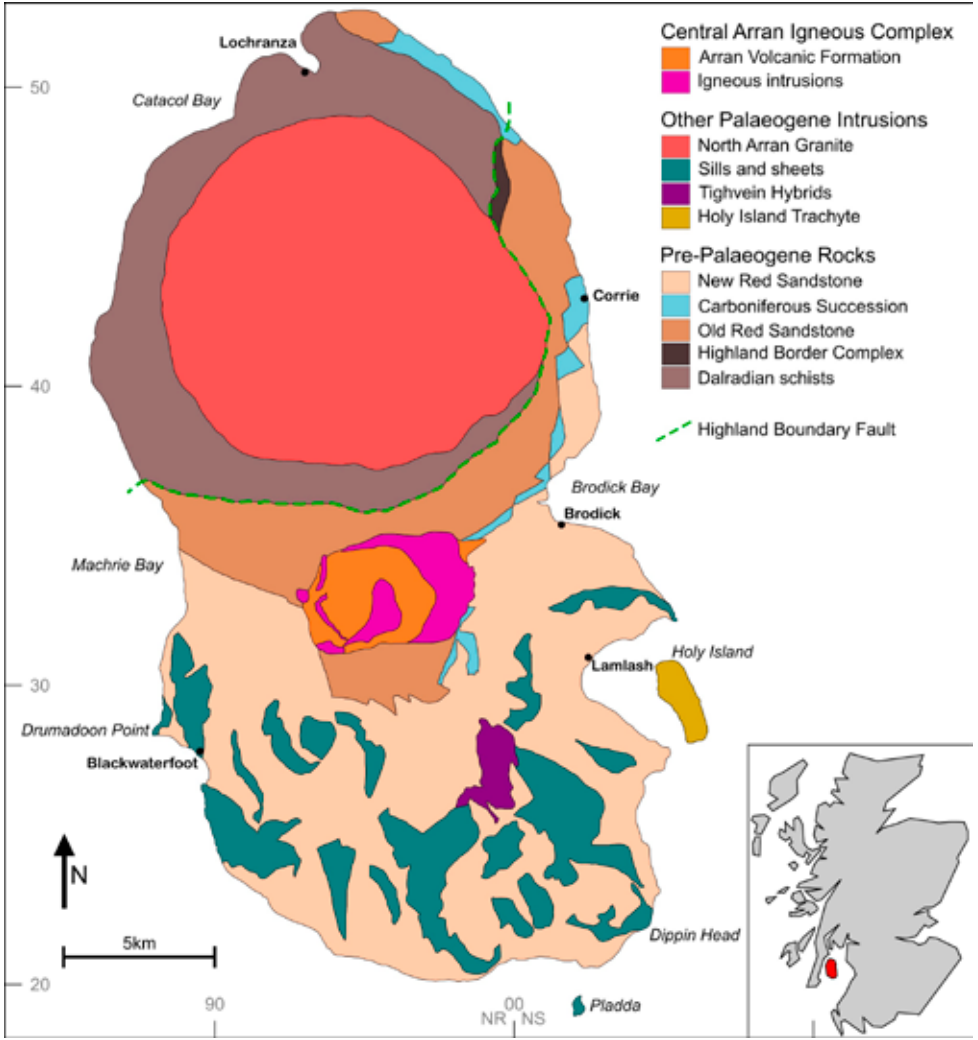 Central Arran Igneous Complex
Arran Volcanic Formation
Igneous intrusions
Other Palaeogene Intrusions
North Arran Granite
Sills and sheets
Tighvein Hybrids
Holy Island Trachyte
Pre-Palaeogene Rocks
New Red Sandstone
Carboniferous Succession
Old Red Sandstone
Highland Border Complex
Dalradian schists
Highland Boundary Fault
Lochranza
50
Catacol Bay
Corrie
40
Brodick Bay
Brodick
Machrie Bay
Holy Island
Lamlash
30
Drumadoon Point
Blackwaterfoot
N
5km
Dippin Head
20
Pladda
90
00
NR
NS